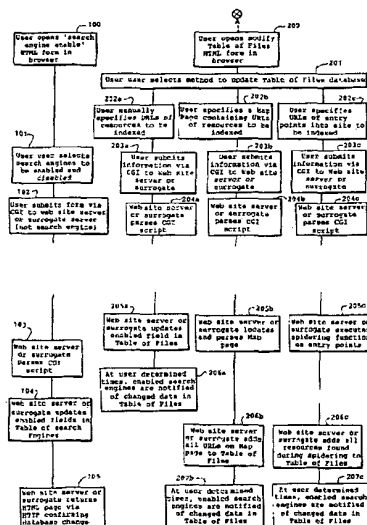 100
User opens 'search
engine enable'
HTML form in
browser
200
User opens modify
Table of Files
HTML form in
browser
201
User user selects method to update Table of Files database
202a
User manually
specifies URLs of
resources to be
indexed
202b
User specifies a Map
Page containing URLs
of resources to be
indexed
202c
User specifies
URLs of entry
points into site to
be indexed
101
User user selects
search engines to
be enabled and
disabled
203a
User submits
information via
CGI to Web site
server or
surrogate
203b
User submits
information via
CGI to Web site
server or
surrogate
203c
User submits
information via
CGI to Web site
server or
surrogate
102
User submits form via
CGI to web site server
or surrogate server
(not search engine)
204a
Web site server
or surrogate
parses CGI
script
204b
Web site server
or surrogate
parses CGI
script
204c
Web site server
or surrogate
parses CGI
script
103
Web site server
or surrogate
parses CGI
script
205a
Web site server or
surrogate updates
enabled field in
Table of Files
205b
Web site server or
surrogate locates
and parses Map
page
205c
Web site server or
surrogate executes
spidering function
on entry points
206a
At user determined
times, enabled search
engines are notified
of changed data in
Table of Files
104
Web site server or
surrogate updates
enabled fields in
Table of Search
Engines
206b
Web site server
or surrogate adds
all URLs on Map
page to Table of
Files
206c
Web site server or
surrogate adds all
resources found
during spidering to
Table of Files
105
Web site server or
surrogate returns
HTML page via
HTTP confirming
database change
207b
At user determined
times, enabled search
engines are notified
of changed data in
Table of Files
207c
At user determined
times, enabled search
engines are notified
of changed data in
Table of Files